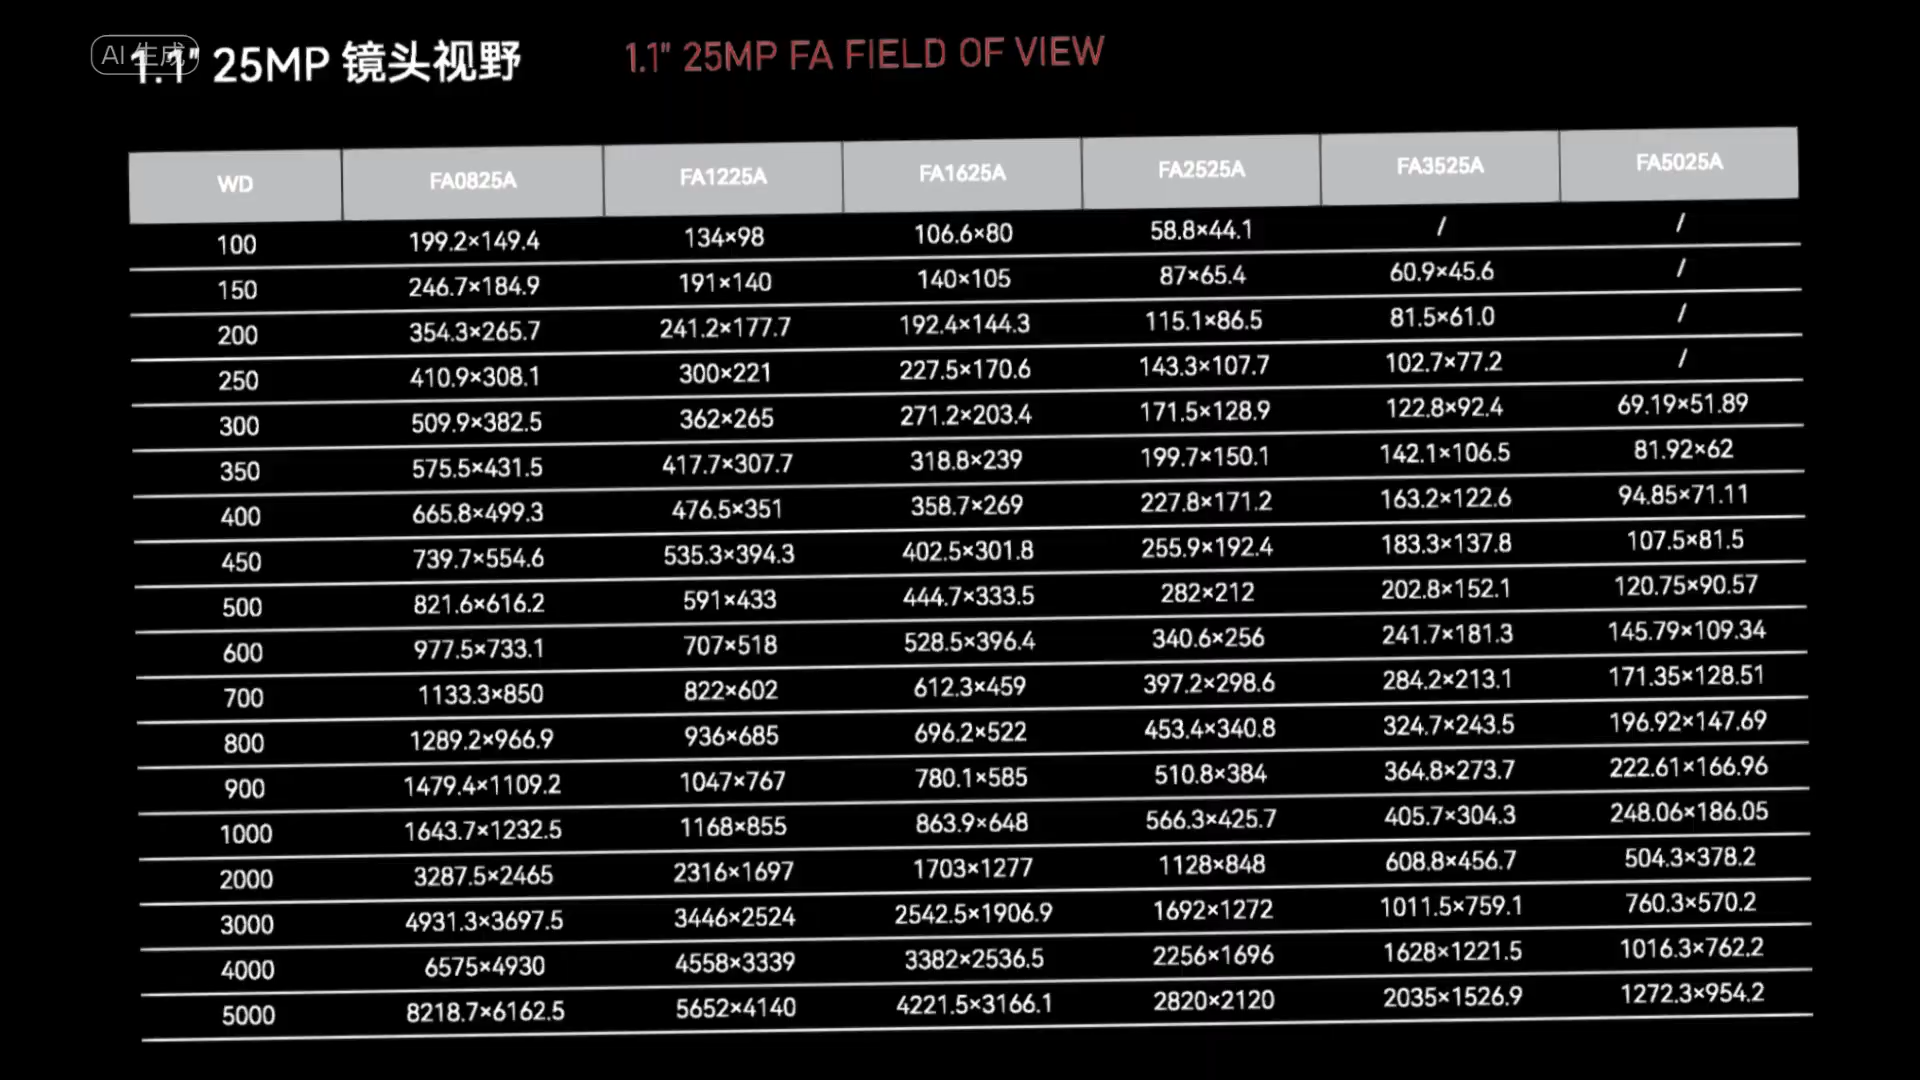 AI 生成
1.1" 25MP 镜头视野 1.1" 25MP FA FIELD OF VIEW
WD FA0825A FA1225A FA1625A FA2525A FA3525A FA5025A
100 199.2×149.4 134×98 106.6×80 58.8×44.1 / /
150 246.7×184.9 191×140 140×105 87×65.4 60.9×45.6 /
200 354.3×265.7 241.2×177.7 192.4×144.3 115.1×86.5 81.5×61.0 /
250 410.9×308.1 300×221 227.5×170.6 143.3×107.7 102.7×77.2 /
300 509.9×382.5 362×265 271.2×203.4 171.5×128.9 122.8×92.4 69.19×51.89
350 575.5×431.5 417.7×307.7 318.8×239 199.7×150.1 142.1×106.5 81.92×62
400 665.8×499.3 476.5×351 358.7×269 227.8×171.2 163.2×122.6 94.85×71.11
450 739.7×554.6 535.3×394.3 402.5×301.8 255.9×192.4 183.3×137.8 107.5×81.5
500 821.6×616.2 591×433 444.7×333.5 282×212 202.8×152.1 120.75×90.57
600 977.5×733.1 707×518 528.5×396.4 340.6×256 241.7×181.3 145.79×109.34
700 1133.3×850 822×602 612.3×459 397.2×298.6 284.2×213.1 171.35×128.51
800 1289.2×966.9 936×685 696.2×522 453.4×340.8 324.7×243.5 196.92×147.69
900 1479.4×1109.2 1047×767 780.1×585 510.8×384 364.8×273.7 222.61×166.96
1000 1643.7×1232.5 1168×855 863.9×648 566.3×425.7 405.7×304.3 248.06×186.05
2000 3287.5×2465 2316×1697 1703×1277 1128×848 608.8×456.7 504.3×378.2
3000 4931.3×3697.5 3446×2524 2542.5×1906.9 1692×1272 1011.5×759.1 760.3×570.2
4000 6575×4930 4558×3339 3382×2536.5 2256×1696 1628×1221.5 1016.3×762.2
5000 8218.7×6162.5 5652×4140 4221.5×3166.1 2820×2120 2035×1526.9 1272.3×954.2